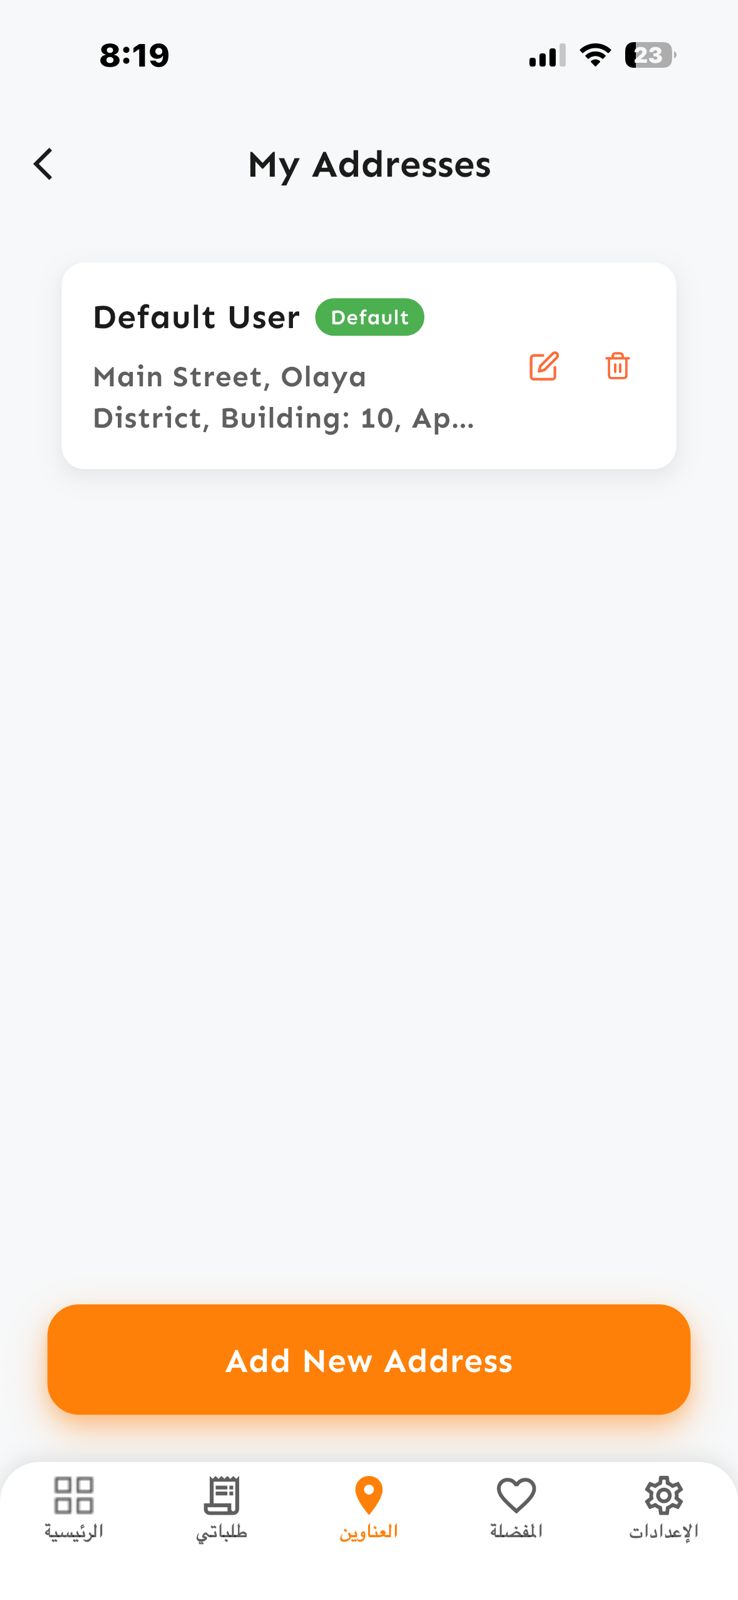 8:19
23
My Addresses
Default User
Default
Main Street, Olaya
District, Building: 10, Ap...
Add New Address
الرئيسية
طلباتي
العناوين
المفضلة
الإعدادات